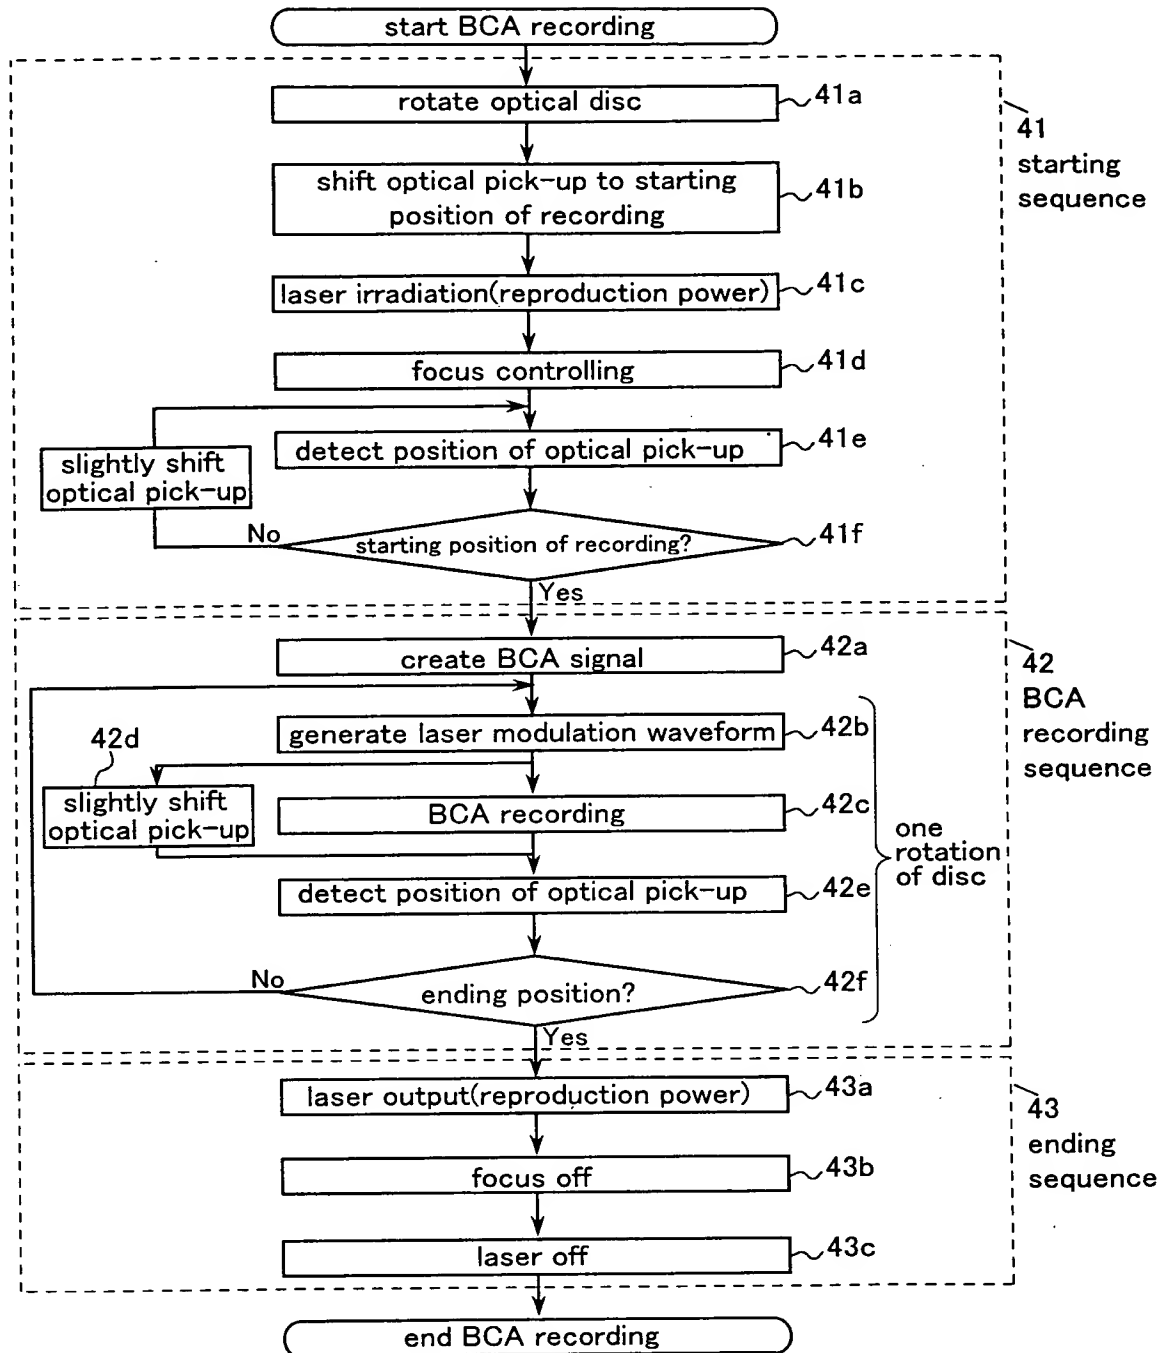 start BCA recording
rotate optical disc
41a
41
starting
sequence
shift optical pick-up to starting
position of recording
41b
laser irradiation(reproduction power)
41c
focus controlling
41d
detect position of optical pick-up
41e
slightly shift
optical pick-up
No
starting position of recording?
41f
Yes
create BCA signal
42a
42
BCA
recording
sequence
generate laser modulation waveform
42b
42d
slightly shift
optical pick-up
BCA recording
42c
one
rotation
of disc
detect position of optical pick-up
42e
No
ending position?
42f
Yes
laser output(reproduction power)
43a
43
ending
sequence
focus off
43b
laser off
43c
end BCA recording